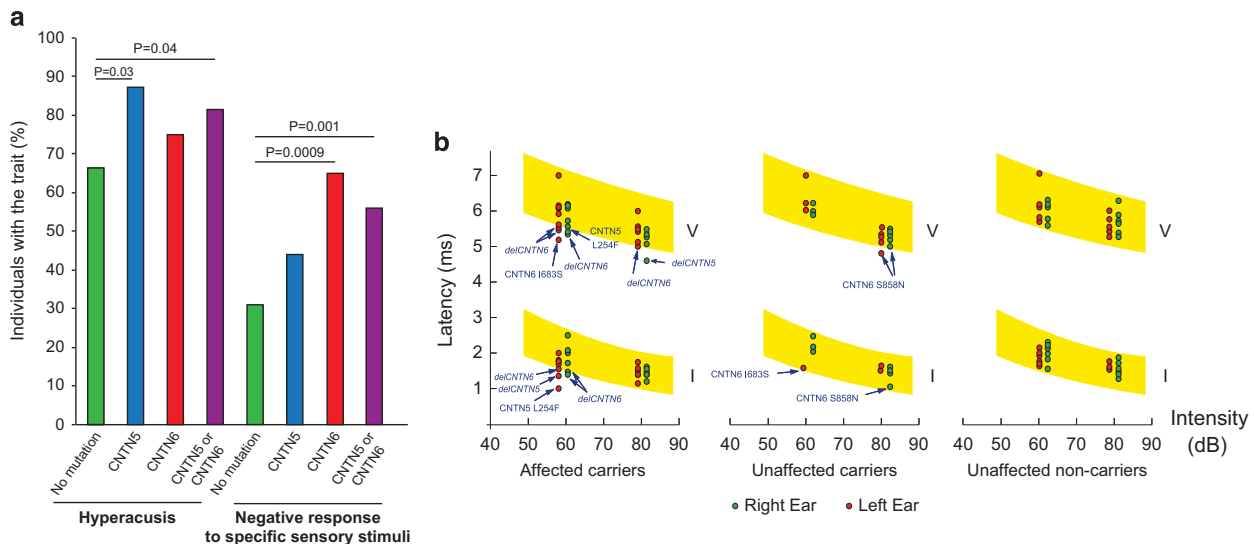 a
Individuals with the trait (%)
100
90
80
70
60
50
40
30
20
10
0
P=0.04
P=0.03
P=0.001
P=0.0009
No mutation
CNTN5
CNTN6
CNTN5 or
CNTN6
No mutation
CNTN5
CNTN6
CNTN5 or
CNTN6
Hyperacusis
Negative response
to specific sensory stimuli
b
Latency (ms)
7
6
5
4
3
2
1
V
V
V
delCNTN6
CNTN5
L254F
CNTN6 I683S
delCNTN6
delCNTN6
delCNTN5
CNTN6 S858N
I
I
I
delCNTN6
delCNTN5
CNTN5 L254F
delCNTN6
CNTN6 I683S
CNTN6 S858N
40 50 60 70 80 90
40 50 60 70 80 90
40 50 60 70 80 90
Intensity
(dB)
Affected carriers
Unaffected carriers
Unaffected non-carriers
Right Ear
Left Ear